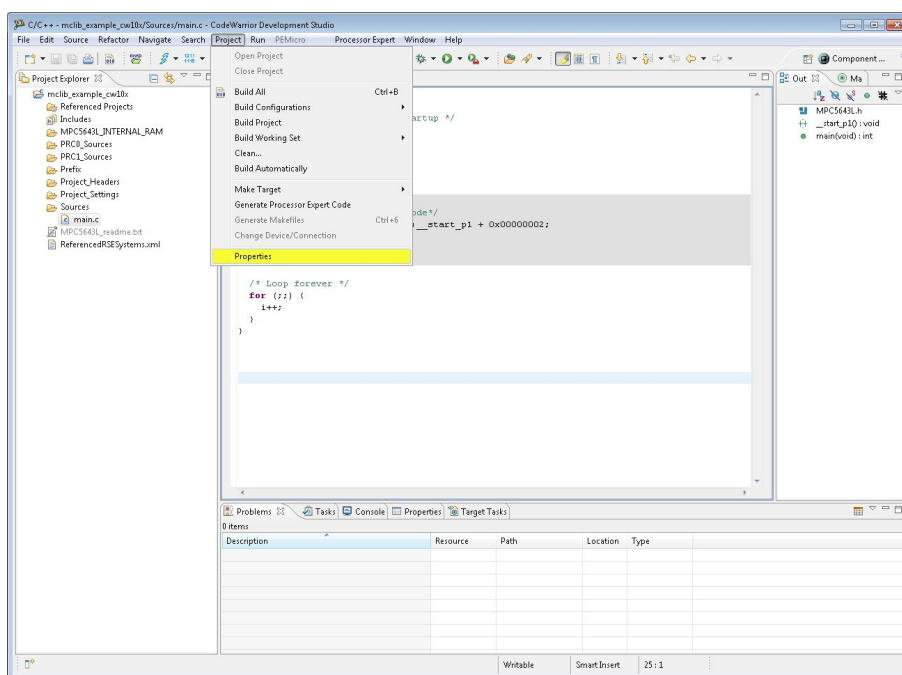 C/C++ - mclib_example_cw10x/Sources/main.c - CodeWarrior Development Studio
File Edit Source Refactor Navigate Search Project Run PEMicro Processor Expert Window Help
Component ...
Project Explorer
mclib_example_cw10x
Referenced Projects
Includes
MPC5643L_INTERNAL_RAM
PRC0_Sources
PRC1_Sources
Prefix
Project_Headers
Project_Settings
Sources
main.c
MPC5643L_readme.txt
ReferencedRSESystems.xml
Open Project
Close Project
Build All Ctrl+B
Build Configurations
Build Project
Build Working Set
Clean...
Build Automatically
Make Target
Generate Processor Expert Code
Generate Makefiles Ctrl+6
Change Device/Connection
Properties
artup */
ode*/
__start_p1 + 0x00000002;
/* Loop forever */
for (;;) {
i++;
}
}
Out Ma
MPC5643L.h
__start_p1() : void
main(void) : int
Problems Tasks Console Properties Target Tasks
0 items
Description Resource Path Location Type
Writable Smart Insert 25 : 1